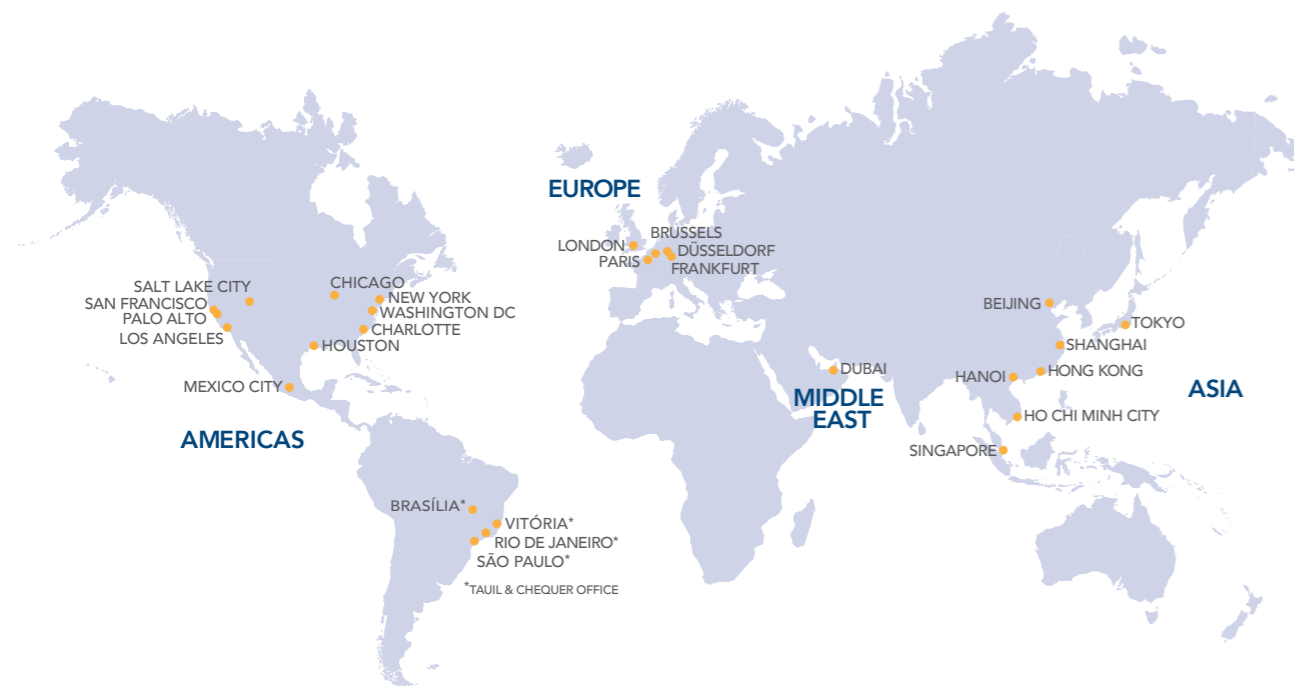 EUROPE
BRUSSELS
LONDON
DÜSSELDORF
PARIS
FRANKFURT
SALT LAKE CITY
CHICAGO
SAN FRANCISCO
NEW YORK
PALO ALTO
WASHINGTON DC
LOS ANGELES
CHARLOTTE
HOUSTON
MEXICO CITY
AMERICAS
BRASÍLIA*
VITÓRIA*
RIO DE JANEIRO*
SÃO PAULO*
*TAUIL & CHEQUER OFFICE
DUBAI
MIDDLE
EAST
BEIJING
TOKYO
SHANGHAI
HONG KONG
HANOI
ASIA
HO CHI MINH CITY
SINGAPORE